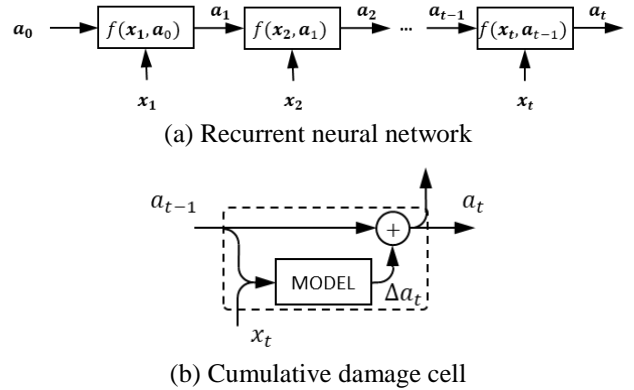 a₀ f(x₁, a₀) a₁ f(x₂, a₁) a₂ ... aₜ₋₁ f(xₜ, aₜ₋₁) aₜ
x₁ x₂ xₜ
(a) Recurrent neural network
aₜ₋₁ + aₜ
MODEL Δaₜ
xₜ
(b) Cumulative damage cell